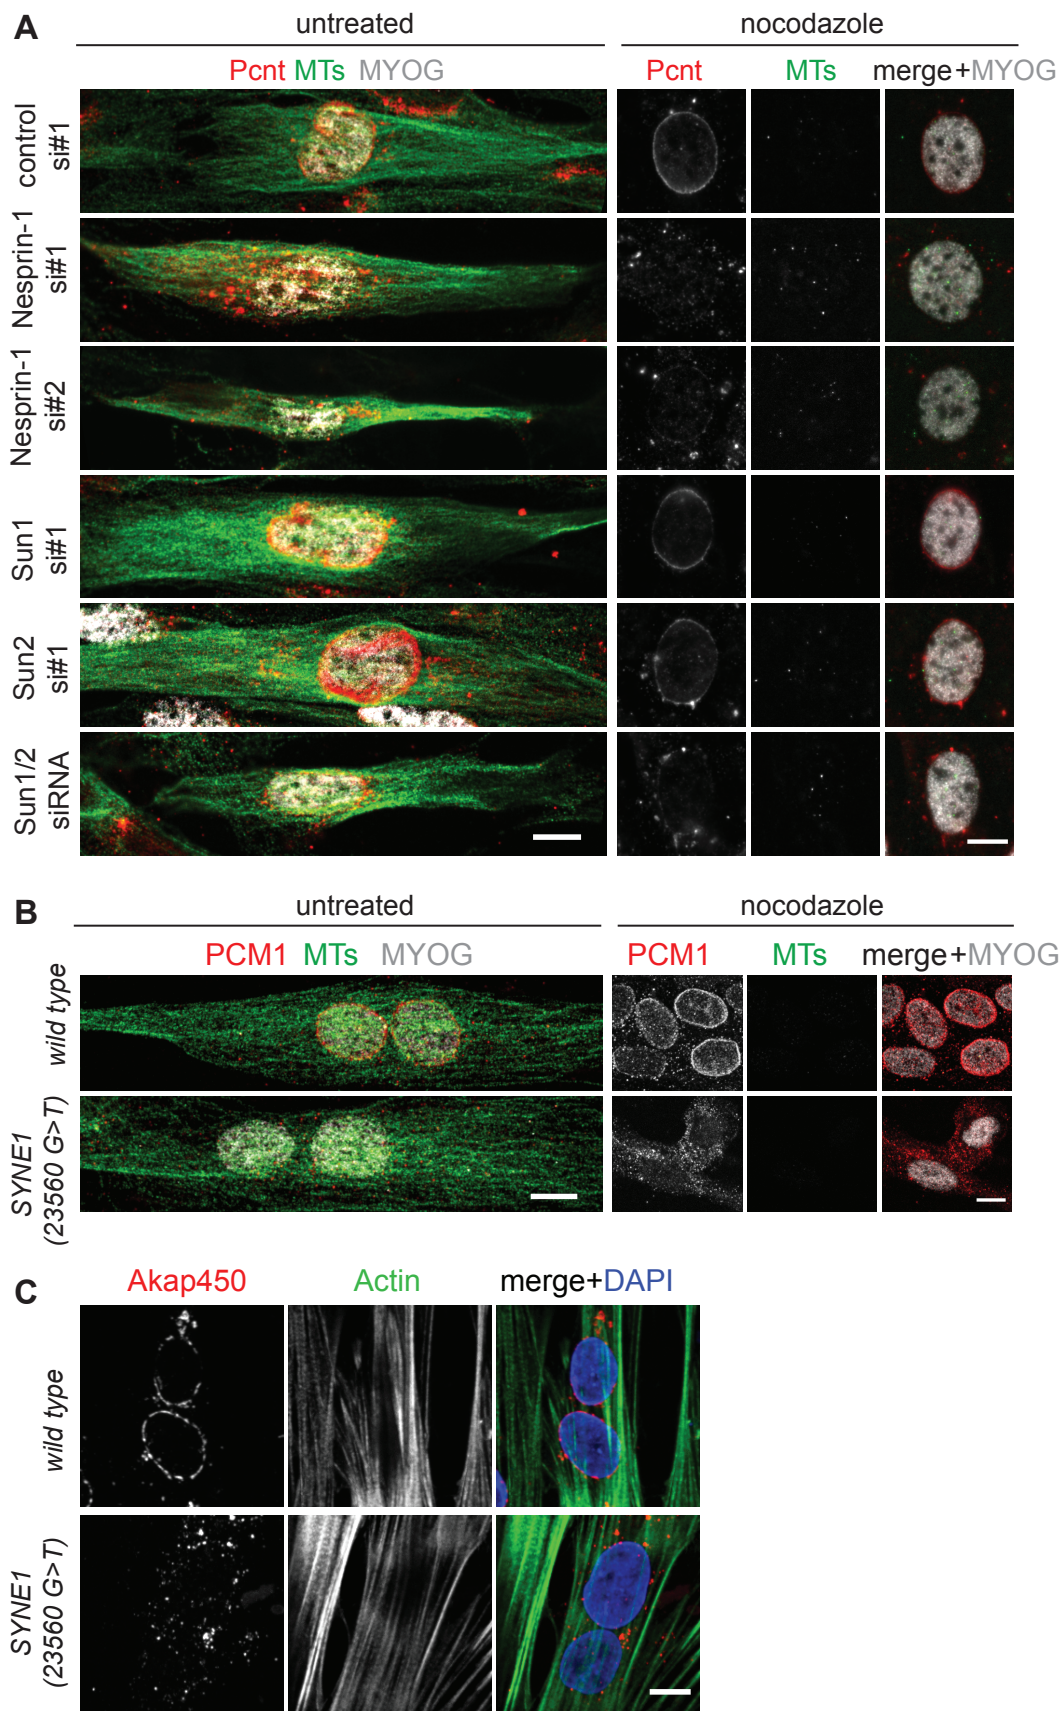 A
untreated
nocodazole
Pcnt MTs MYOG
Pcnt
MTs
merge+MYOG
control
si#1
Nesprin-1
si#1
Nesprin-1
si#2
Sun1
si#1
Sun2
si#1
Sun1/2
siRNA
B
untreated
nocodazole
PCM1 MTs MYOG
PCM1
MTs
merge+MYOG
wild type
SYNE1
(23560 G>T)
C
Akap450
Actin
merge+DAPI
wild type
SYNE1
(23560 G>T)